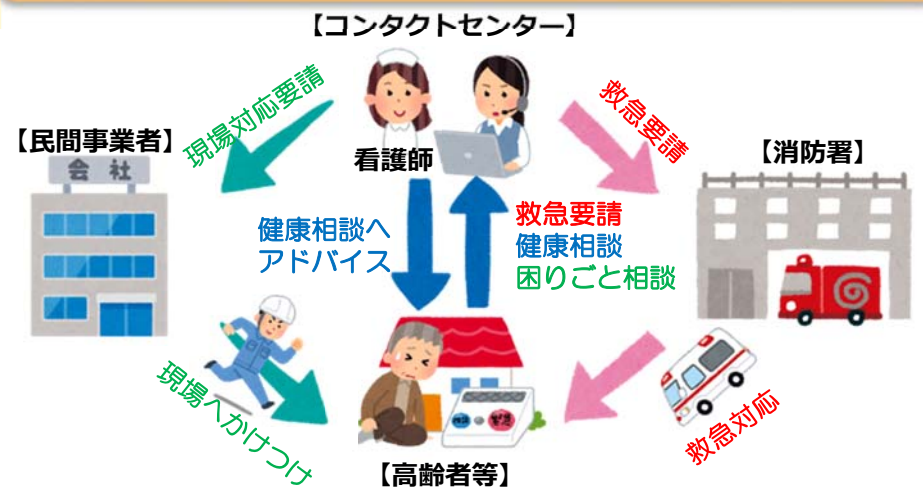 【コンタクトセンター】
現場対応要請
救急要請
【民間事業者】
会社
看護師
【消防署】
健康相談へ
アドバイス
救急要請
健康相談
困りごと相談
現場へかけつけ
救急対応
【高齢者等】